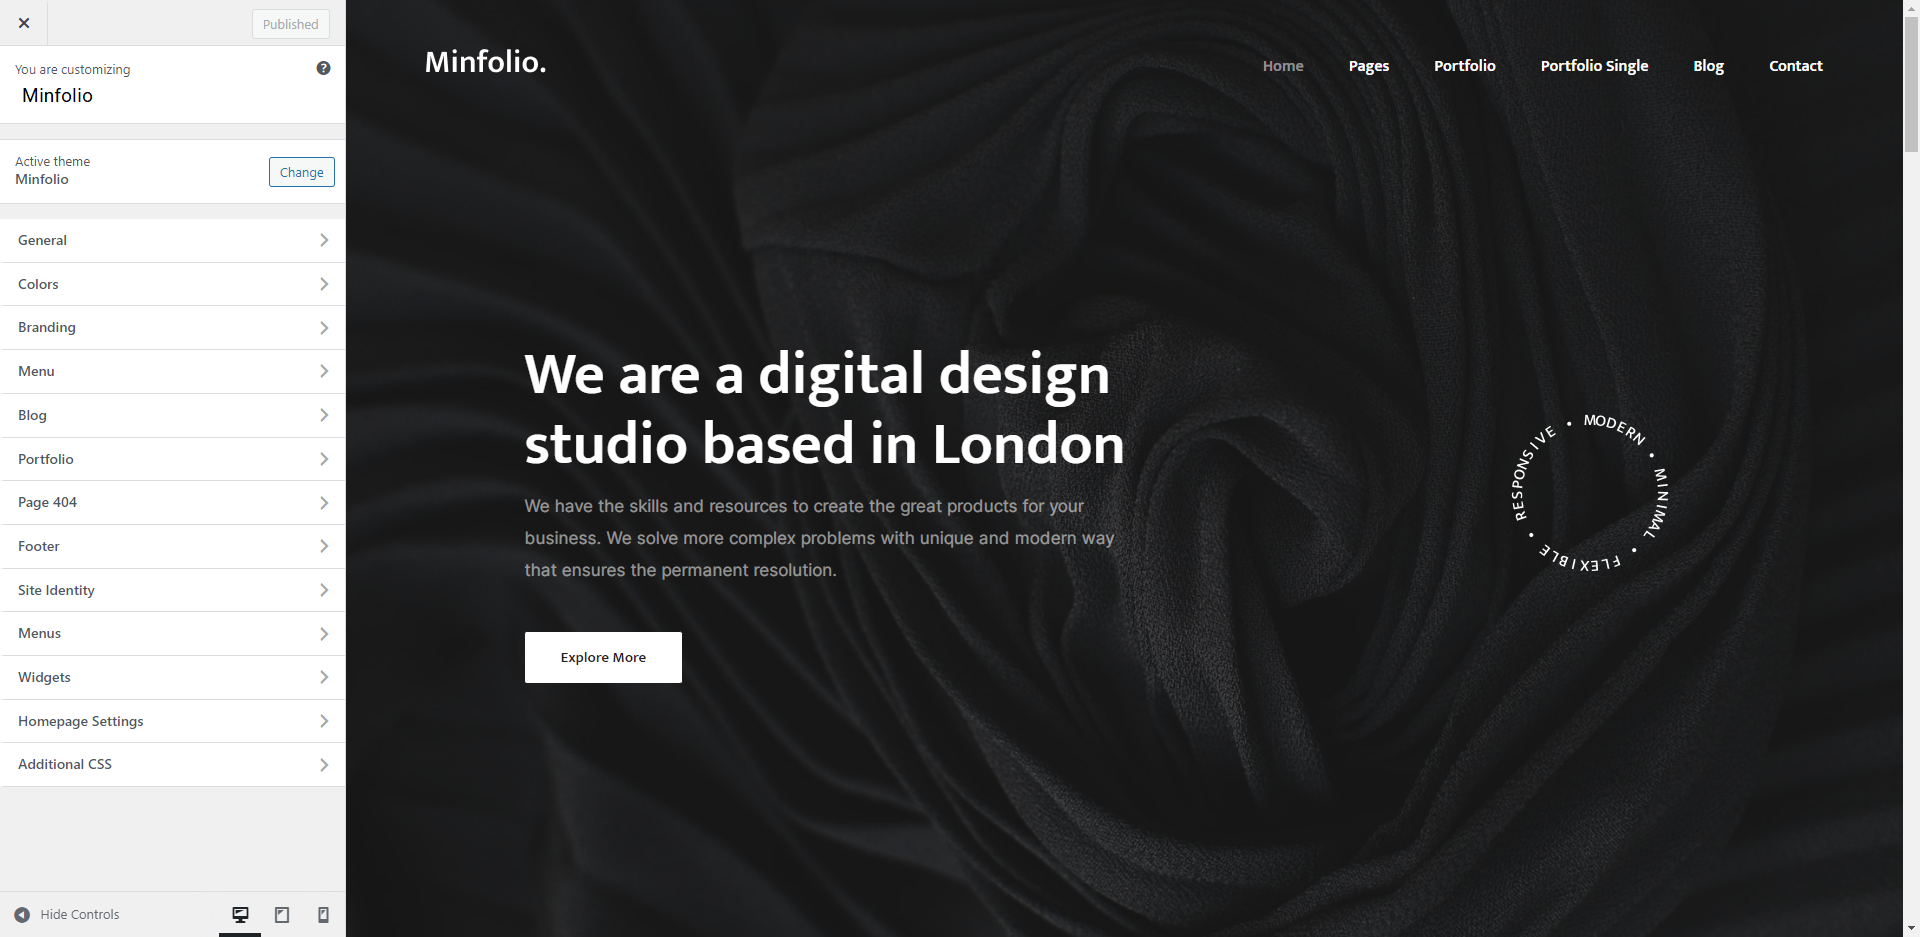 Published
You are customizing
Minfolio
Active theme
Minfolio
Change
General
Colors
Branding
Menu
Blog
Portfolio
Page 404
Footer
Site Identity
Menus
Widgets
Homepage Settings
Additional CSS
Hide Controls
Minfolio.
Home Pages Portfolio Portfolio Single Blog Contact
We are a digital design
studio based in London
We have the skills and resources to create the great products for your
business. We solve more complex problems with unique and modern way
that ensures the permanent resolution.
Explore More
MODERN • MINIMAL • FLEXIBLE • RESPONSIVE •